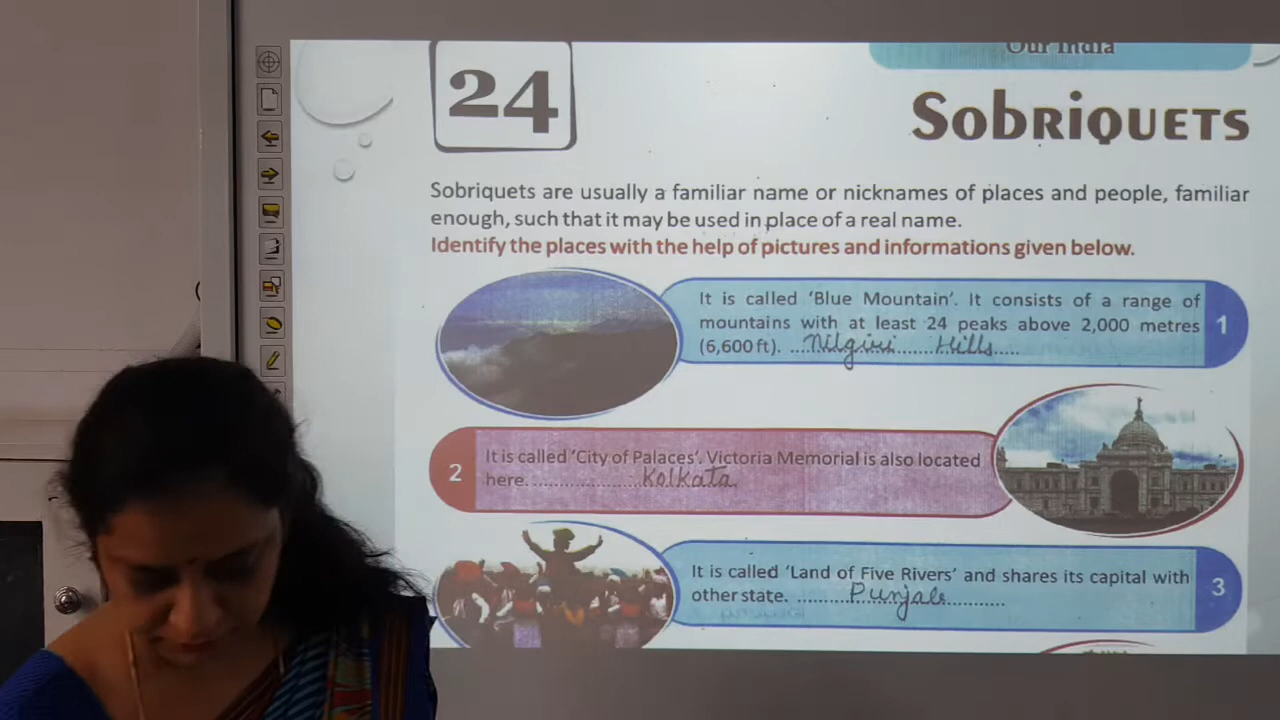 Our India
24
Sobriquets
Sobriquets are usually a familiar name or nicknames of places and people, familiar
enough, such that it may be used in place of a real name.
Identify the places with the help of pictures and informations given below.
It is called ‘Blue Mountain’. It consists of a range of
mountains with at least 24 peaks above 2,000 metres
(6,600 ft). ....Nilgiri......Hills.....
1
2
It is called ‘City of Palaces’. Victoria Memorial is also located
here. ....................Kolkata
It is called ‘Land of Five Rivers’ and shares its capital with
other state. ..........Punjab...........
3